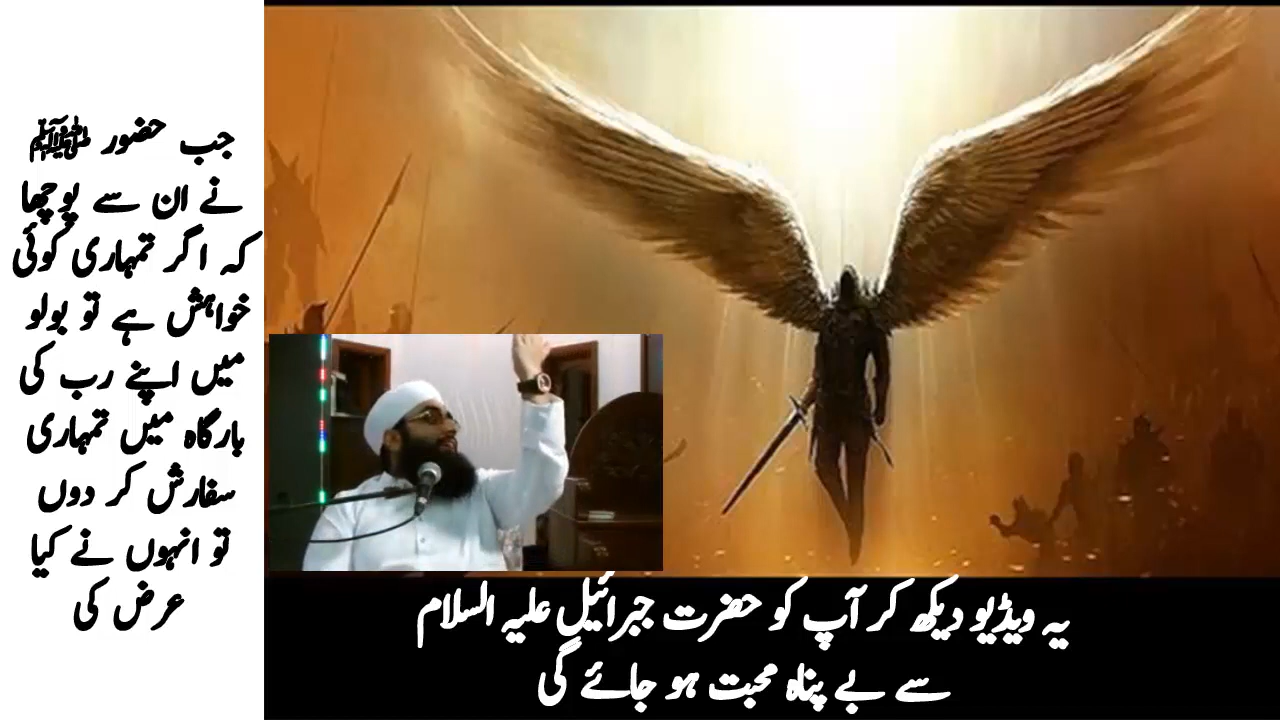 جب حضور ﷺ
نے ان سے پوچھا
کہ اگر تمہاری کوئی
خواہش ہے تو بولو
میں اپنے رب کی
بارگاہ میں تمہاری
سفارش کر دوں
تو انہوں نے کیا
عرض کی
یہ ویڈیو دیکھ کر آپ کو حضرت جبرائیل علیہ السلام
سے بے پناہ محبت ہو جائے گی